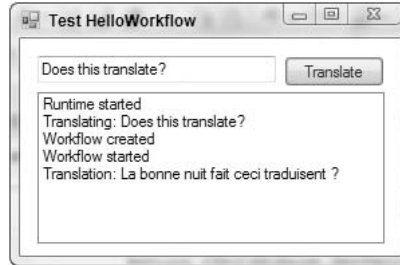 Test HelloWorkflow
Does this translate?
Translate
Runtime started
Translating: Does this translate?
Workflow created
Workflow started
Translation: La bonne nuit fait ceci traduisent ?